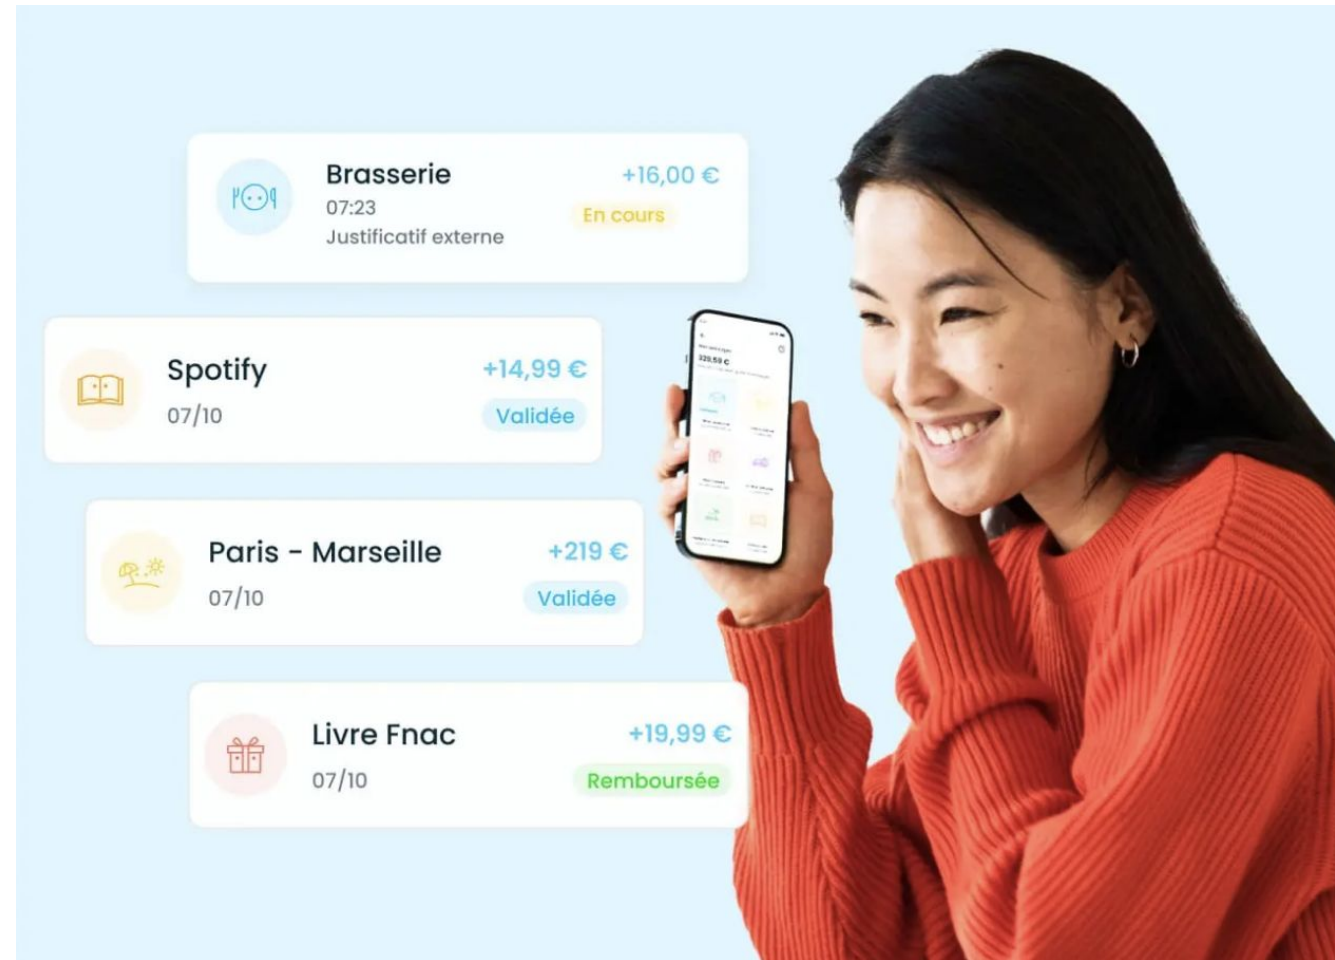 Brasserie
+16,00 €
07:23
En cours
Justificatif externe
Spotify
+14,99 €
07/10
Validée
Paris - Marseille
+219 €
07/10
Validée
Livre Fnac
+19,99 €
07/10
Remboursée